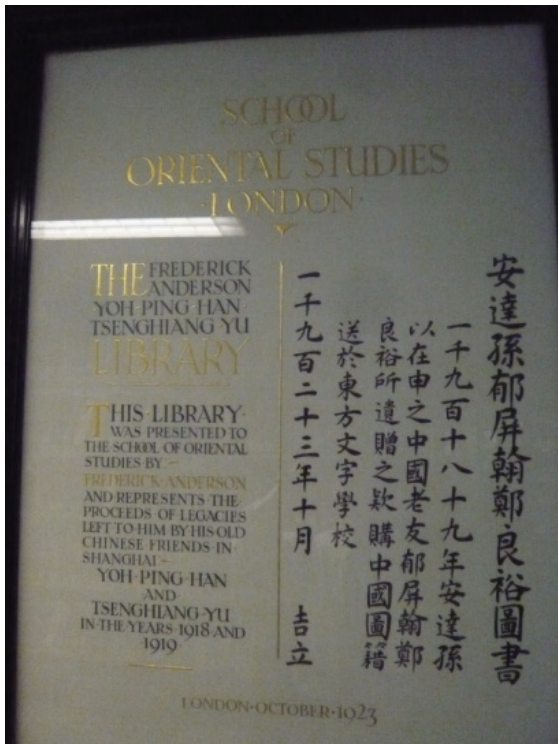 SCHOOL
OF
ORIENTAL STUDIES
·LONDON·
THE FREDERICK
ANDERSON
YOH·PING·HAN
TSENGHIANG·YU
LIBRARY
THIS·LIBRARY·
WAS·PRESENTED·TO
THE SCHOOL OF ORIENTAL
STUDIES·BY~
FREDERICK·ANDERSON
AND·REPRESENTS·THE·
PROCEEDS·OF·LEGACIES
LEFT·TO·HIM·BY·HIS·OLD
CHINESE·FRIENDS·IN·
SHANGHAI~
YOH·PING·HAN
AND
TSENGHIANG·YU
IN·THE·YEARS·1918·AND
1919
安達孫郁屏翰鄭良裕圖書
一千九百十八十九年安達孫
以在申之中國老友郁屏翰鄭
良裕所遺贈之欵購中國圖籍
送於東方文字學校
一千九百二十三年十月 吉立
LONDON·OCTOBER·1923